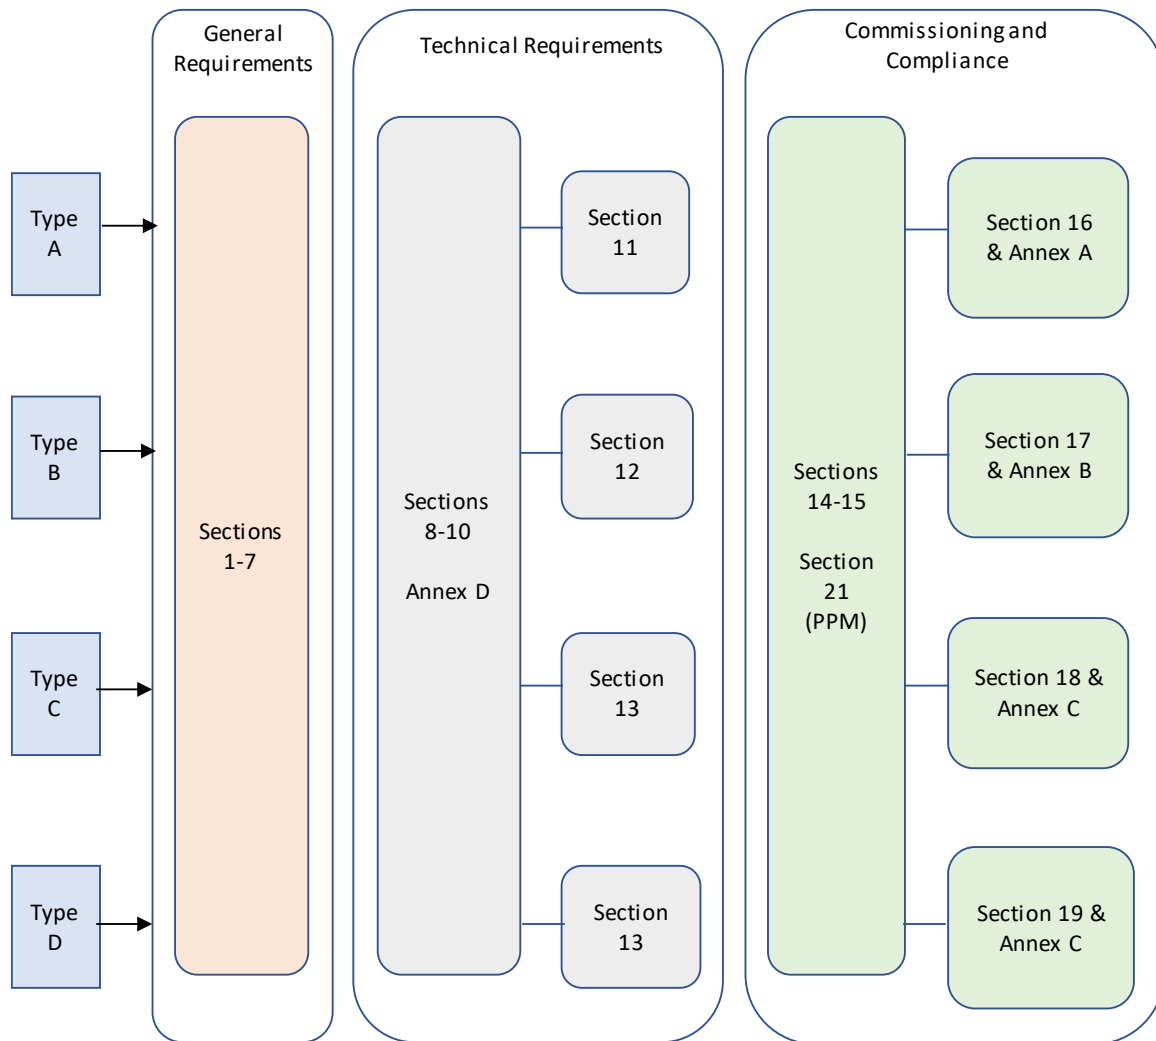 General
Requirements
Technical Requirements
Commissioning and
Compliance
Type
A
Type
B
Type
C
Type
D
Sections
1-7
Sections
8-10
Annex D
Section
11
Section
12
Section
13
Section
13
Sections
14-15
Section
21
(PPM)
Section 16
& Annex A
Section 17
& Annex B
Section 18 &
Annex C
Section 19 &
Annex C